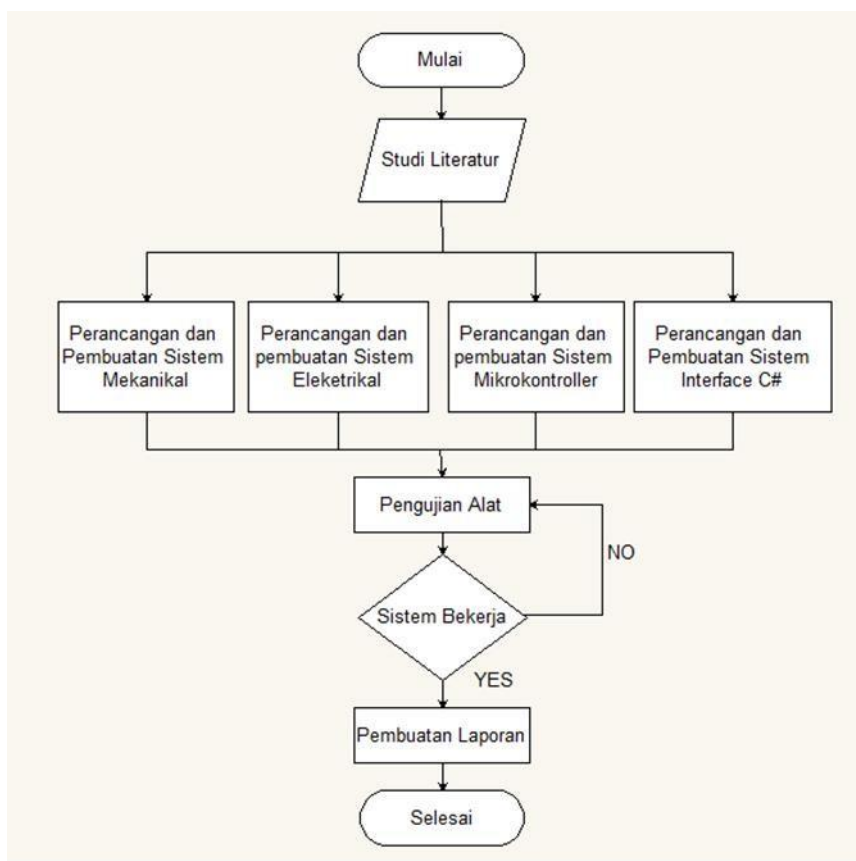 Mulai
Studi Literatur
Perancangan dan
Pembuatan Sistem
Mekanikal
Perancangan dan
pembuatan Sistem
Eleketrikal
Perancangan dan
pembuatan Sistem
Mikrokontroller
Perancangan dan
Pembuatan Sistem
Interface C#
Pengujian Alat
NO
Sistem Bekerja
YES
Pembuatan Laporan
Selesai